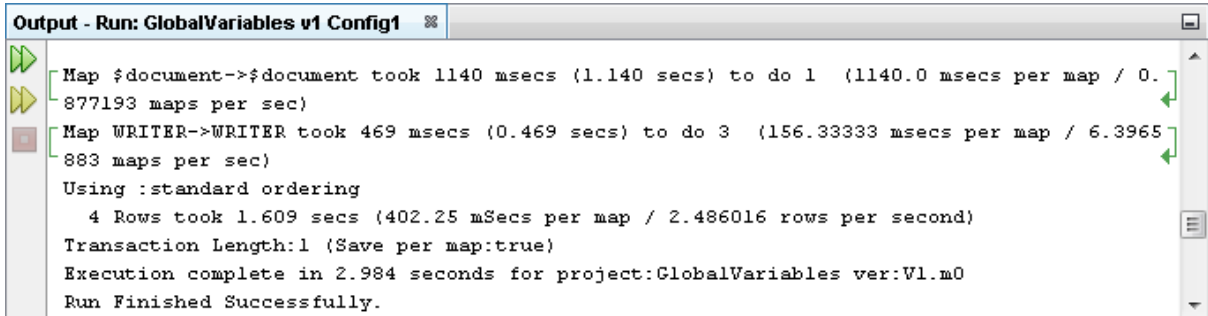 Output - Run: GlobalVariables v1 Config1
Map $document->$document took 1140 msecs (1.140 secs) to do 1  (1140.0 msecs per map / 0.
877193 maps per sec)
Map WRITER->WRITER took 469 msecs (0.469 secs) to do 3  (156.33333 msecs per map / 6.3965
883 maps per sec)
Using :standard ordering
  4 Rows took 1.609 secs (402.25 mSecs per map / 2.486016 rows per second)
Transaction Length:1 (Save per map:true)
Execution complete in 2.984 seconds for project:GlobalVariables ver:V1.m0
Run Finished Successfully.